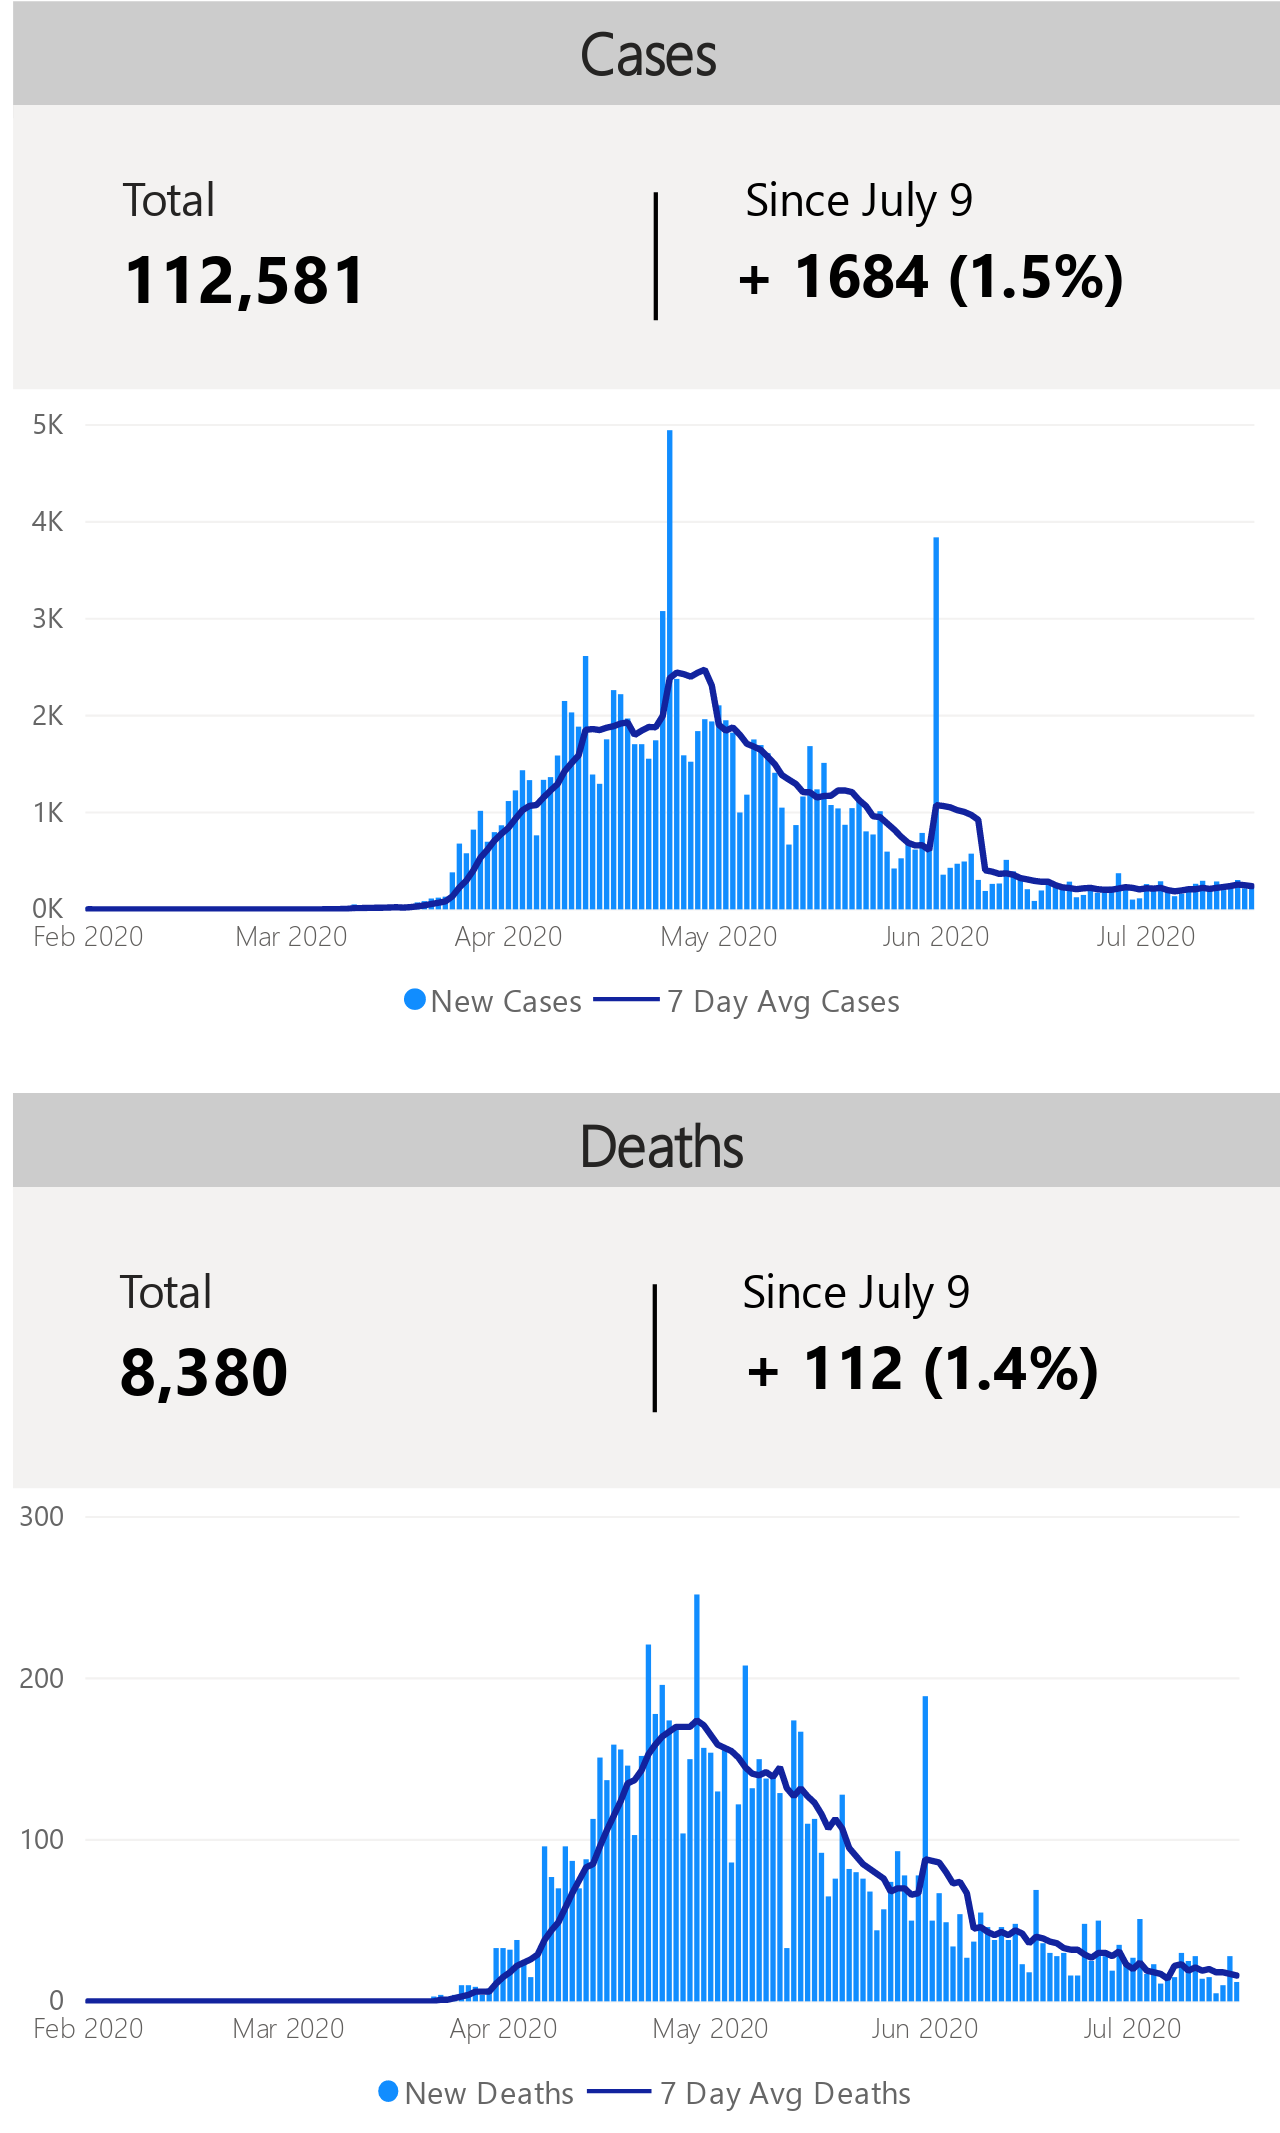 Cases
Total
Since July 9
112,581
+ 1684 (1.5%)
5K
4K
3K
2K
1K
0K
Feb 2020 Mar 2020 Apr 2020 May 2020 Jun 2020 Jul 2020
New Cases 7 Day Avg Cases
Deaths
Total
Since July 9
8,380
+ 112 (1.4%)
300
200
100
0
Feb 2020 Mar 2020 Apr 2020 May 2020 Jun 2020 Jul 2020
New Deaths 7 Day Avg Deaths